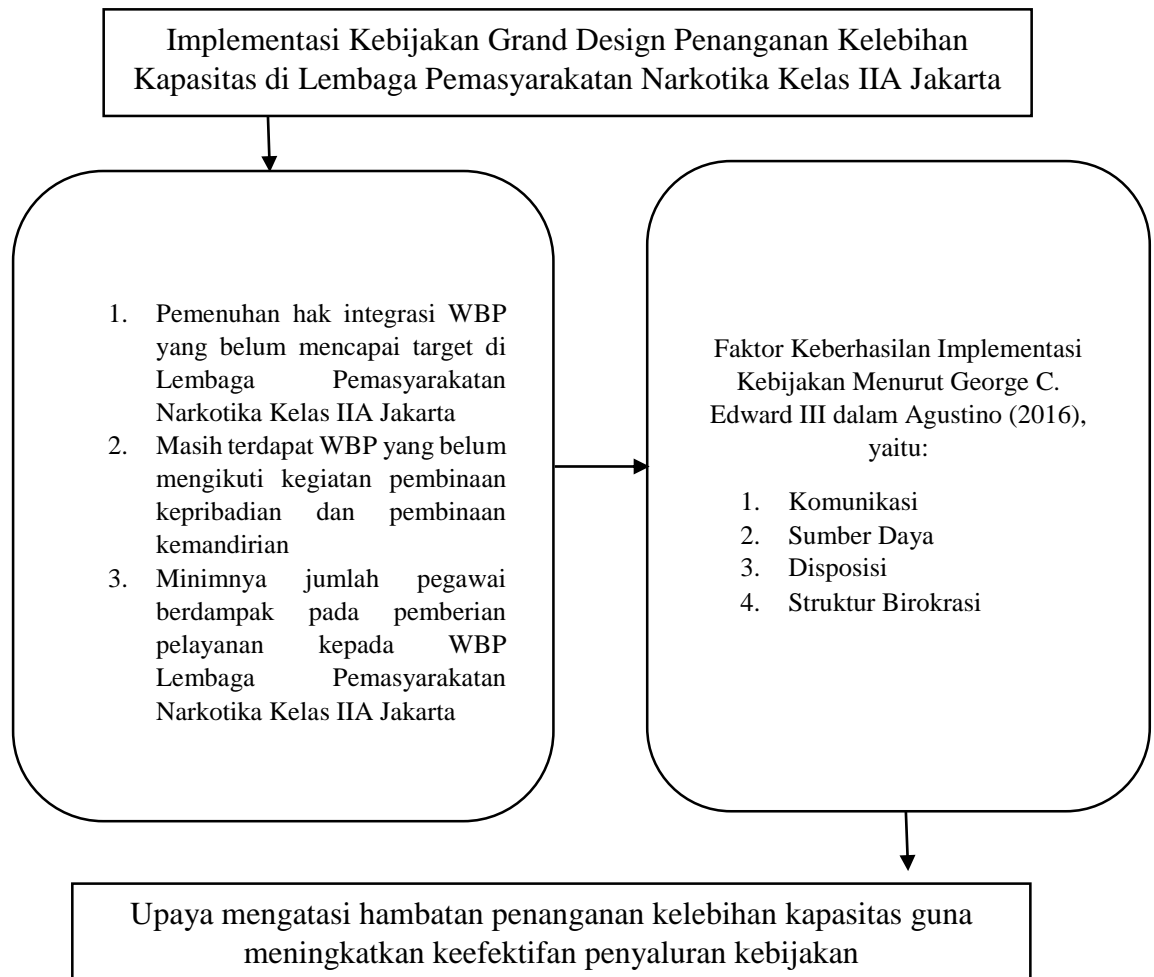 Implementasi Kebijakan Grand Design Penanganan Kelebihan
Kapasitas di Lembaga Pemasyarakatan Narkotika Kelas IIA Jakarta
1. Pemenuhan hak integrasi WBP
yang belum mencapai target di
Lembaga Pemasyarakatan
Narkotika Kelas IIA Jakarta
2. Masih terdapat WBP yang belum
mengikuti kegiatan pembinaan
kepribadian dan pembinaan
kemandirian
3. Minimnya jumlah pegawai
berdampak pada pemberian
pelayanan kepada WBP
Lembaga Pemasyarakatan
Narkotika Kelas IIA Jakarta
Faktor Keberhasilan Implementasi
Kebijakan Menurut George C.
Edward III dalam Agustino (2016),
yaitu:
1. Komunikasi
2. Sumber Daya
3. Disposisi
4. Struktur Birokrasi
Upaya mengatasi hambatan penanganan kelebihan kapasitas guna
meningkatkan keefektifan penyaluran kebijakan